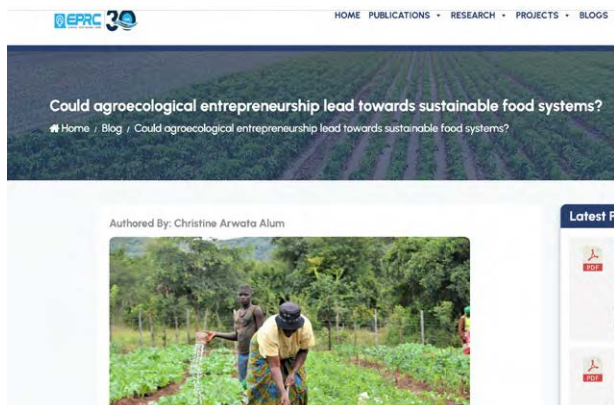 EPRC 30
HOME PUBLICATIONS RESEARCH PROJECTS BLOGS
Could agroecological entrepreneurship lead towards sustainable food systems?
Home / Blog / Could agroecological entrepreneurship lead towards sustainable food systems?
Authored By: Christine Arwata Alum
Latest P
PDF
PDF